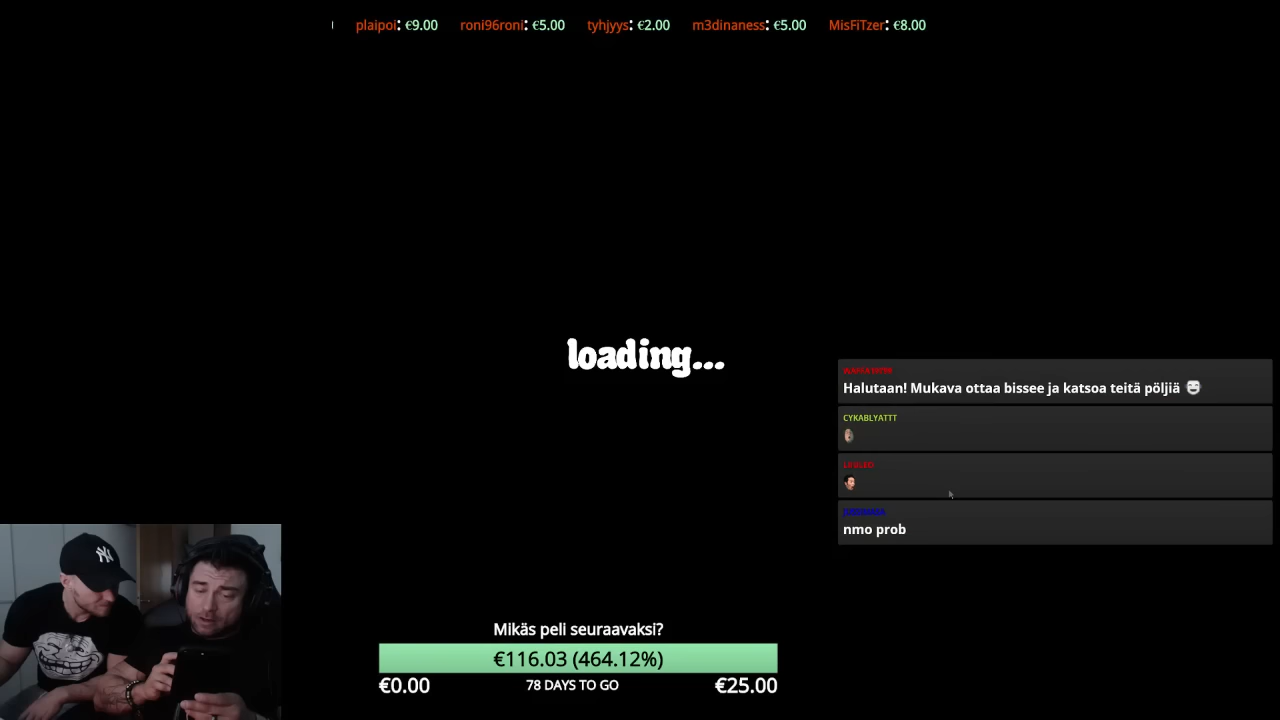 plaipoi: €9.00 roni96roni: €5.00 tyhjyys: €2.00 m3dinaness: €5.00 MisFiTzer: €8.00
loading...
Halutaan! Mukava ottaa bissee ja katsoa teitä pöljiä
CYKABLYATTT
nmo prob
NY
Mikäs peli seuraavaksi?
€116.03 (464.12%)
€0.00 78 DAYS TO GO €25.00